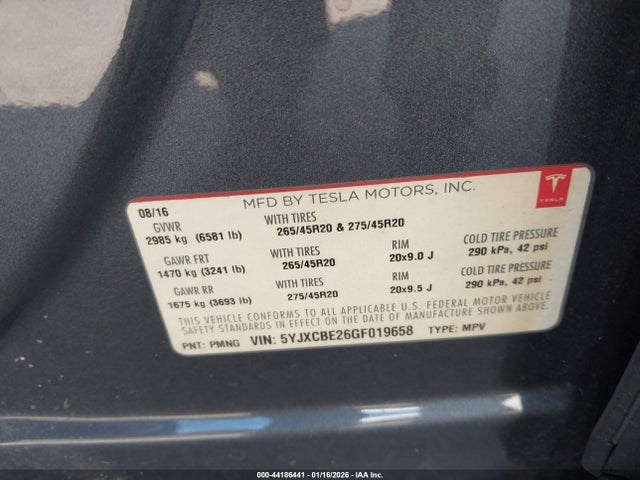 MFD BY TESLA MOTORS, INC.
TESLA
08/16
GVWR
2985 kg (6581 lb)
WITH TIRES
265/45R20 & 275/45R20
GAWR FRT
1470 kg (3241 lb)
WITH TIRES
265/45R20
RIM
20x9.0 J
COLD TIRE PRESSURE
290 kPa, 42 psi
GAWR RR
1675 kg (3693 lb)
WITH TIRES
275/45R20
RIM
20x9.5 J
COLD TIRE PRESSURE
290 kPa, 42 psi
THIS VEHICLE CONFORMS TO ALL APPLICABLE U.S. FEDERAL MOTOR VEHICLE
SAFETY STANDARDS IN EFFECT ON THE DATE OF MANUFACTURE SHOWN ABOVE.
PNT: PMNG VIN: 5YJXCBE26GF019658 TYPE: MPV
000-44186441 - 01/16/2026 - IAA Inc.